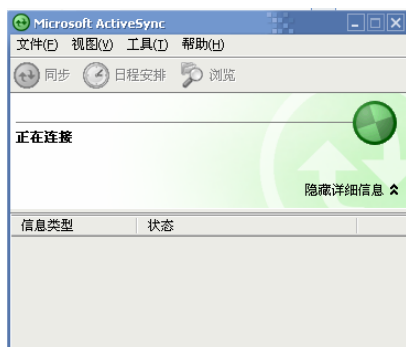 Microsoft ActiveSync
文件(F) 视图(V) 工具(T) 帮助(H)
同步 日程安排 浏览
正在连接
隐藏详细信息
信息类型 状态